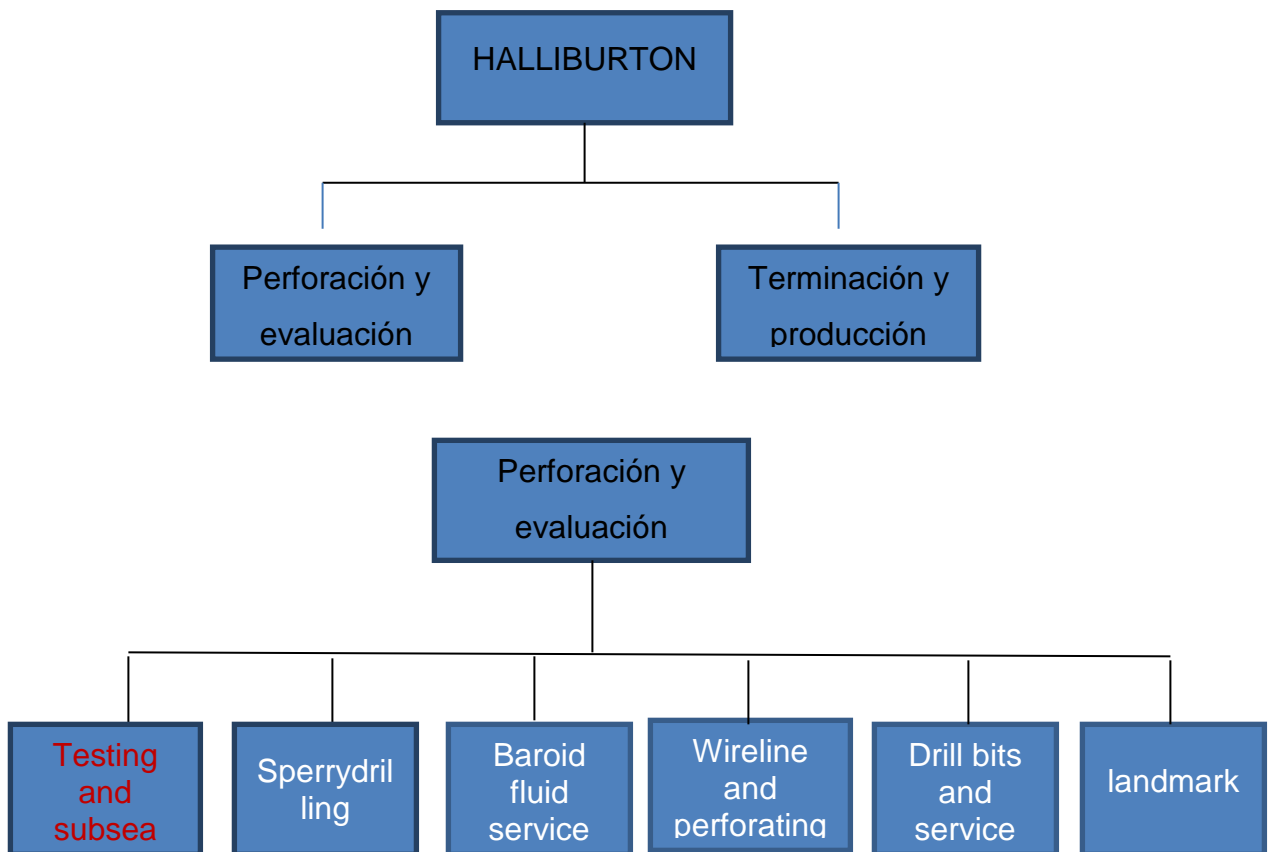 HALLIBURTON
Perforación y
evaluación
Terminación y
producción
Perforación y
evaluación
Testing
and
subsea
Sperrydril
ling
Baroid
fluid
service
Wireline
and
perforating
Drill bits
and
service
landmark